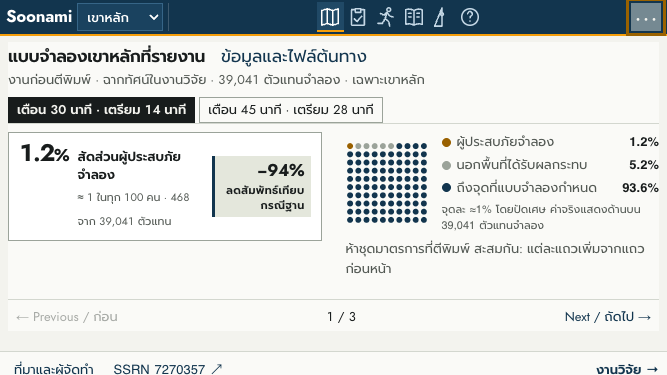 Soonami เขาหลัก ...
แบบจำลองเขาหลักที่รายงาน ข้อมูลและไฟล์ต้นทาง
งานก่อนตีพิมพ์ · ฉากทัศน์ในงานวิจัย · 39,041 ตัวแทนจำลอง · เฉพาะเขาหลัก
เตือน 30 นาที · เตรียม 14 นาที เตือน 45 นาที · เตรียม 28 นาที
1.2% สัดส่วนผู้ประสบภัย
จำลอง
≈ 1 ในทุก 100 คน · 468
จาก 39,041 ตัวแทน
−94%
ลดสัมพันธ์เทียบ
กรณีฐาน
ผู้ประสบภัยจำลอง 1.2%
นอกพื้นที่ได้รับผลกระทบ 5.2%
ถึงจุดที่แบบจำลองกำหนด 93.6%
จุดละ ≈1% โดยปัดเศษ ค่าจริงแสดงด้านบน
39,041 ตัวแทนจำลอง
ห้าชุดมาตรการที่ตีพิมพ์ สะสมกัน: แต่ละแถวเพิ่มจากแถว
ก่อนหน้า
← Previous / ก่อน 1 / 3 Next / ถัดไป →
ที่มาและผู้จัดทำ SSRN 7270357 ↗ งานวิจัย →